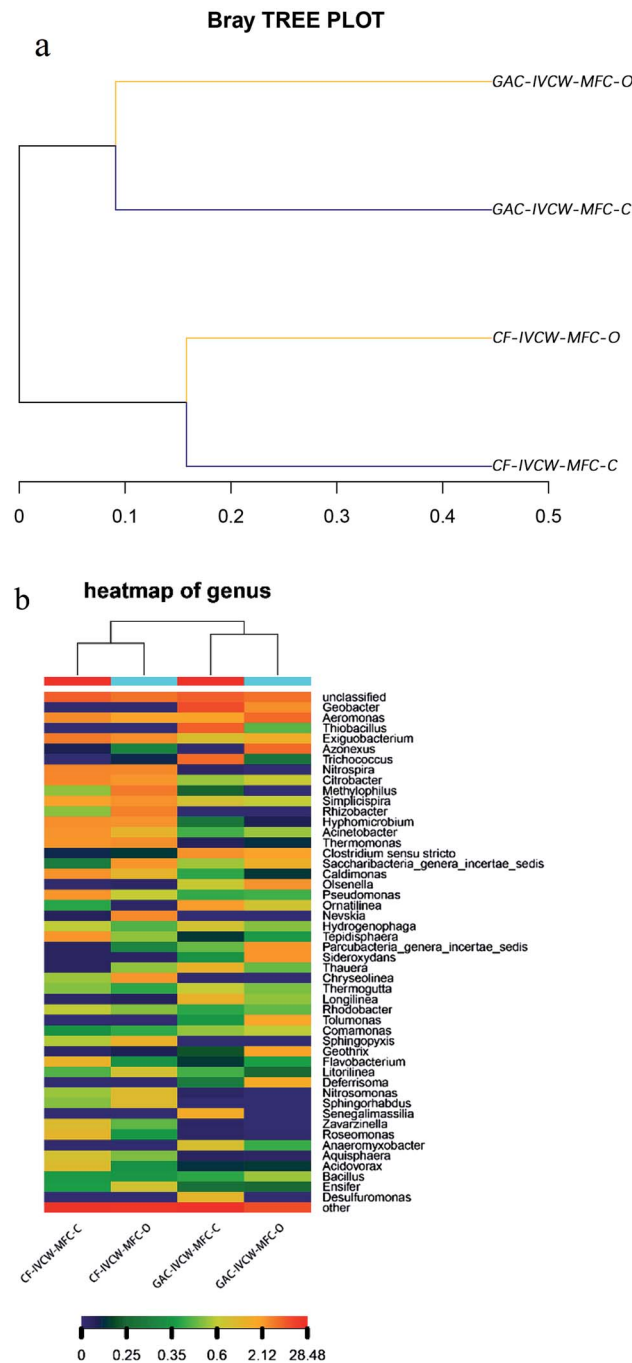 Bray TREE PLOT
a
GAC-IVCW-MFC-O
GAC-IVCW-MFC-C
CF-IVCW-MFC-O
CF-IVCW-MFC-C
0 0.1 0.2 0.3 0.4 0.5
b
heatmap of genus
unclassified
Geobacter
Aeromonas
Thiobacillus
Exiguobacterium
Azonexus
Trichococcus
Nitrospira
Citrobacter
Methylophilus
Simplicispira
Rhizobacter
Hyphomicrobium
Acinetobacter
Thermomonas
Clostridium sensu stricto
Saccharibacteria_genera_incertae_sedis
Caldimonas
Olsenella
Pseudomonas
Ornatilinea
Nevskia
Hydrogenophaga
Tepidisphaera
Parcubacteria_genera_incertae_sedis
Sideroxydans
Thauera
Chryseolinea
Thermogutta
Longilinea
Rhodobacter
Tolumonas
Comamonas
Sphingopyxis
Geothrix
Flavobacterium
Litorilinea
Deferrisoma
Nitrosomonas
Sphingorhabdus
Senegalimassilia
Zavarzinella
Roseomonas
Anaeromyxobacter
Aquisphaera
Acidovorax
Bacillus
Ensifer
Desulfuromonas
other
CF-IVCW-MFC-C
CF-IVCW-MFC-O
GAC-IVCW-MFC-C
GAC-IVCW-MFC-O
0 0.25 0.35 0.6 2.12 28.48